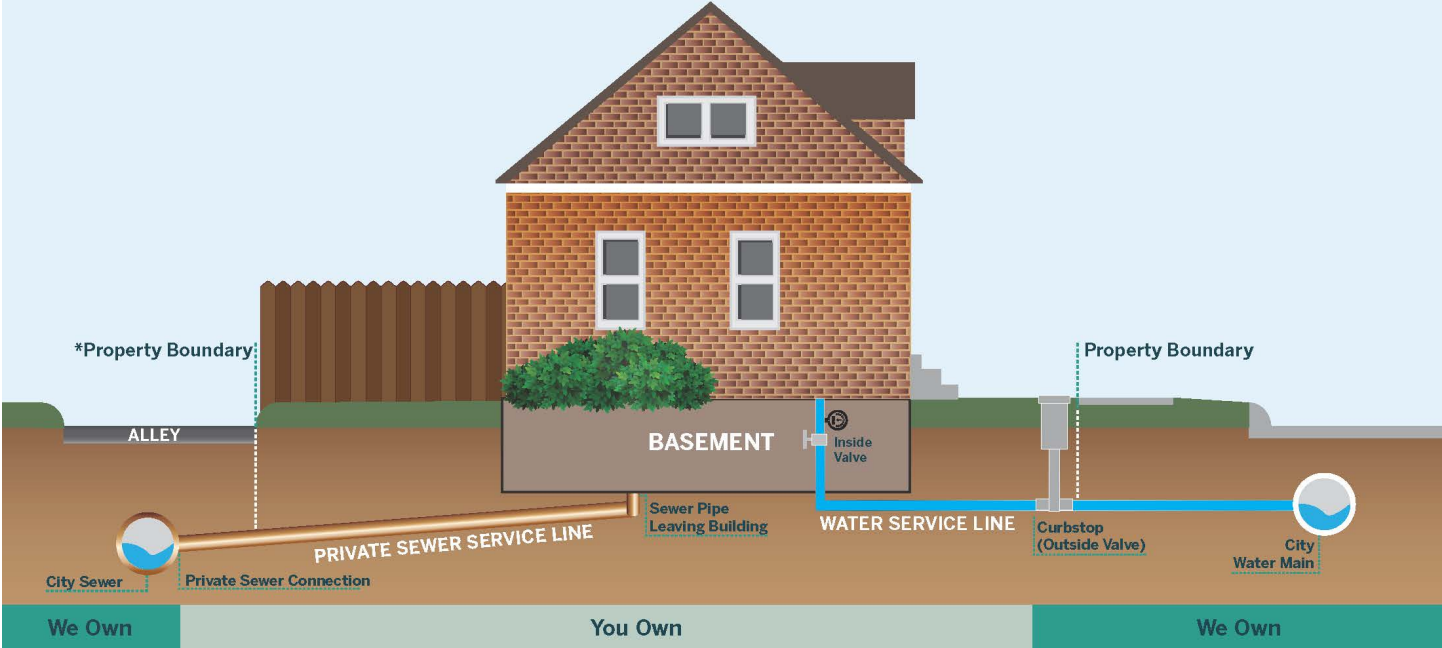 *Property Boundary
Property Boundary
ALLEY
BASEMENT
Inside
Valve
Sewer Pipe
Leaving Building
PRIVATE SEWER SERVICE LINE
WATER SERVICE LINE
Curbstop
(Outside Valve)
City
Water Main
City Sewer
Private Sewer Connection
We Own
You Own
We Own